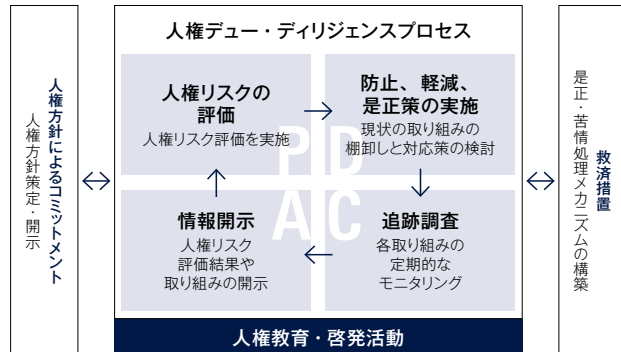 人権デュー・ディリジェンスプロセス
人権方針によるコミットメント
人権方針策定・開示
人権リスクの
評価
人権リスク評価を実施
防止、軽減、
是正策の実施
現状の取り組みの
棚卸しと対応策の検討
PD
AC
情報開示
人権リスク
評価結果や
取り組みの開示
追跡調査
各取り組みの
定期的な
モニタリング
人権教育・啓発活動
救済措置
是正・苦情処理メカニズムの構築